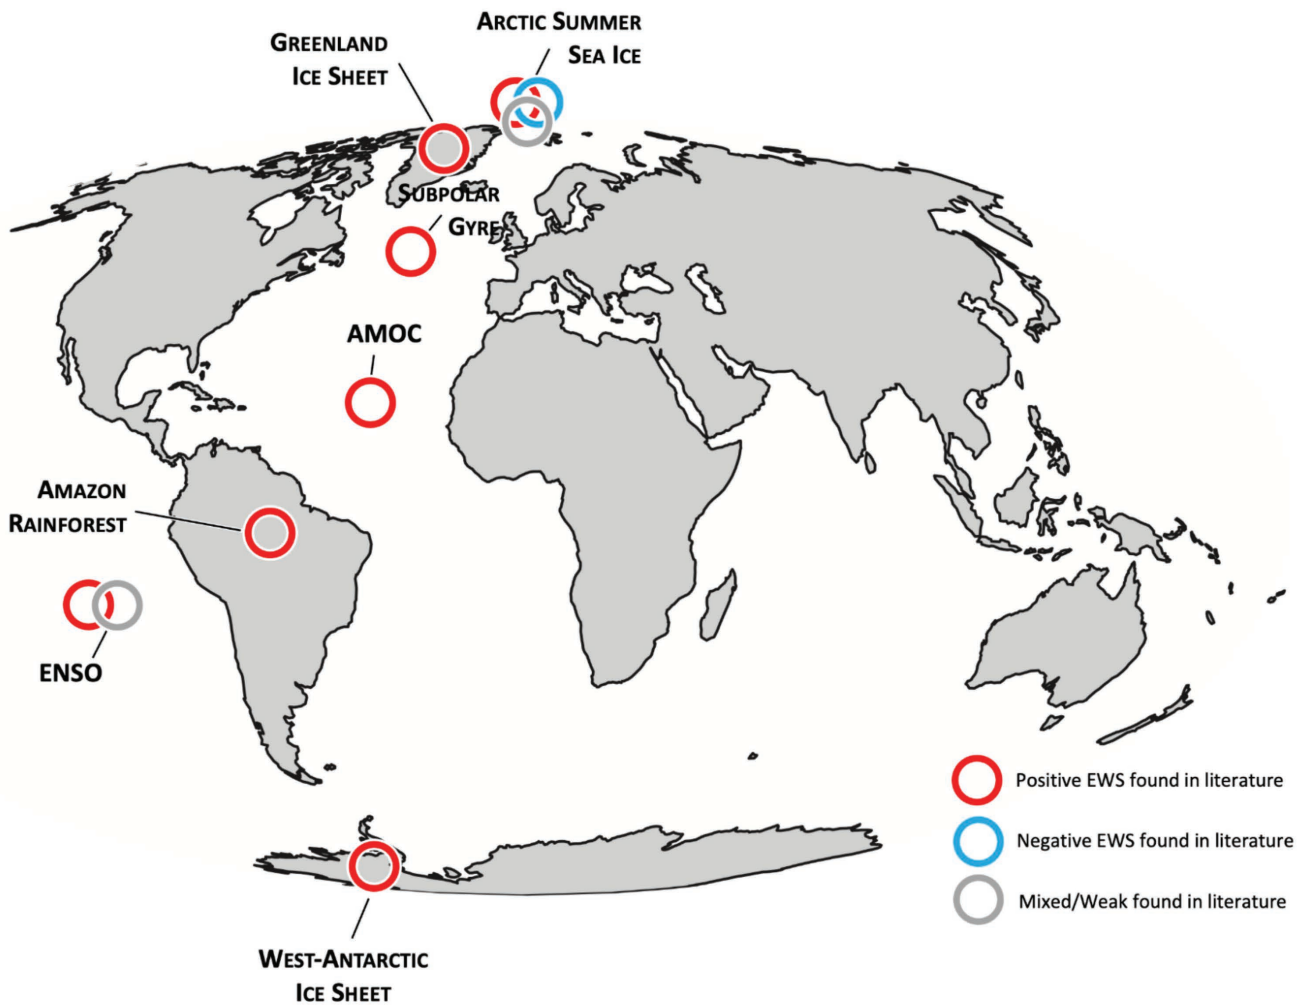 ARCTIC SUMMER
SEA ICE
GREENLAND
ICE SHEET
SUBPOLAR
GYRE
AMOC
AMAZON
RAINFOREST
ENSO
Positive EWS found in literature
Negative EWS found in literature
Mixed/Weak found in literature
WEST-ANTARCTIC
ICE SHEET